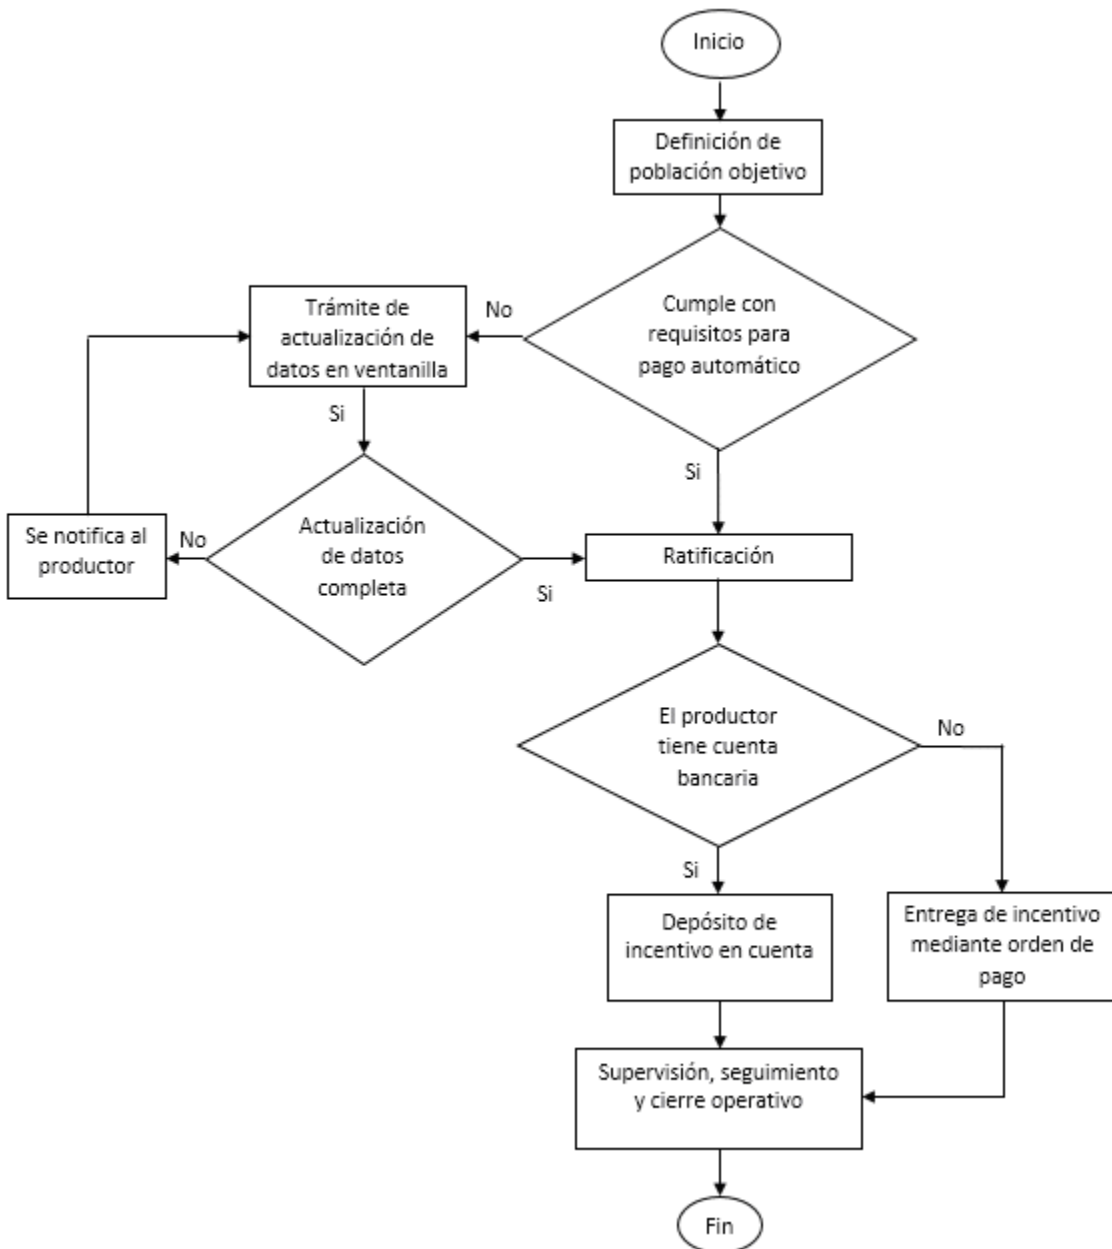 Inicio
Definición de
población objetivo
Cumple con
requisitos para
pago automático
No
Trámite de
actualización de
datos en ventanilla
Si
Si
Actualización
de datos
completa
No
Se notifica al
productor
Si
Ratificación
El productor
tiene cuenta
bancaria
No
Si
Depósito de
incentivo en cuenta
Entrega de incentivo
mediante orden de
pago
Supervisión, seguimiento
y cierre operativo
Fin